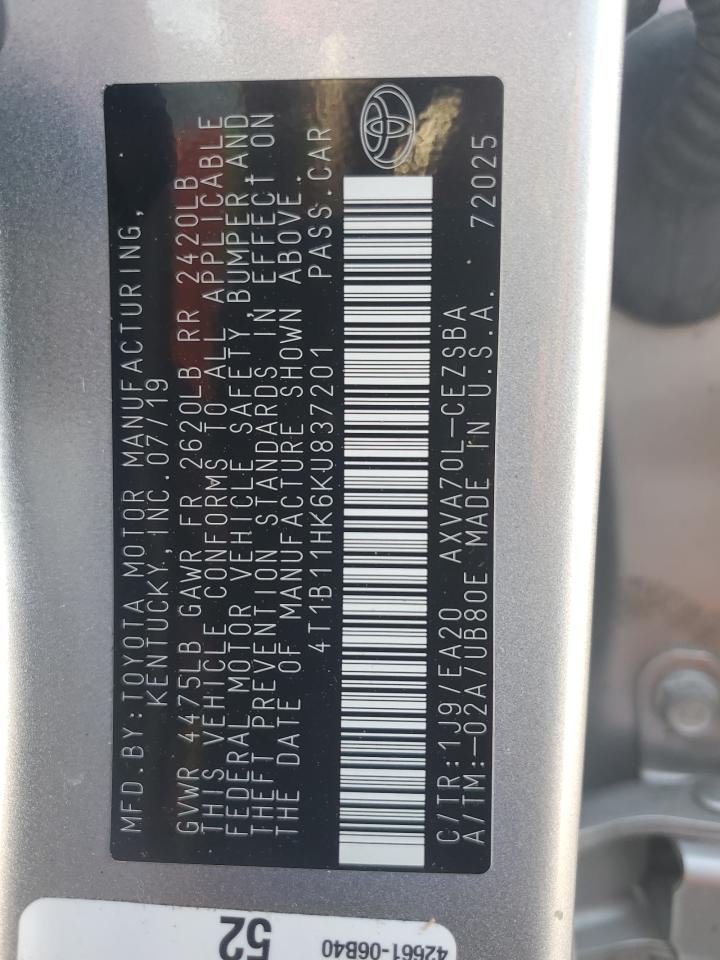 MFD.BY:TOYOTA MOTOR MANUFACTURING,
KENTUCKY,INC.07/19
GVWR 4475LB GAWR FR 2620LB RR 2420LB
THIS VEHICLE CONFORMS TO ALL APPLICABLE
FEDERAL MOTOR VEHICLE SAFETY,BUMPER,AND
THEFT PREVENTION STANDARDS IN EFFECT ON
THE DATE OF MANUFACTURE SHOWN ABOVE.
4T1B11HK6KU837201 PASS.CAR
C/TR:1J9/EA20 AXVA70L-CEZSBA
A/TM:-02A/UB80E MADE IN U.S.A. 72025
52
42661-06B40